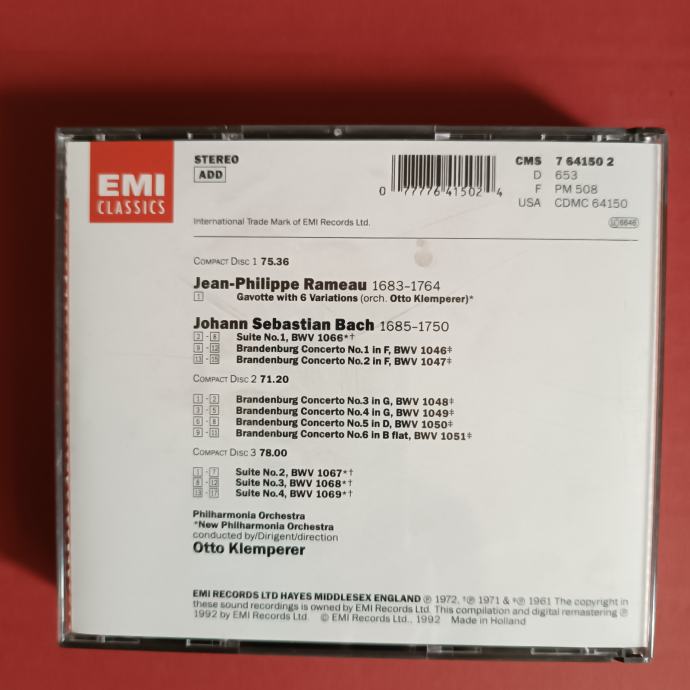 EMI
CLASSICS
STEREO
ADD
0 77776 41502 4
CMS 7 64150 2
D 653
F PM 508
USA CDMC 64150
LC 6646
International Trade Mark of EMI Records Ltd.
COMPACT DISC 1 75.36
Jean-Philippe Rameau 1683-1764
1 Gavotte with 6 Variations (orch. Otto Klemperer)*
Johann Sebastian Bach 1685-1750
2 - 8 Suite No.1, BWV 1066*†
9 - 12 Brandenburg Concerto No.1 in F, BWV 1046‡
13 - 15 Brandenburg Concerto No.2 in F, BWV 1047‡
COMPACT DISC 2 71.20
1 - 2 Brandenburg Concerto No.3 in G, BWV 1048‡
3 - 5 Brandenburg Concerto No.4 in G, BWV 1049‡
6 - 8 Brandenburg Concerto No.5 in D, BWV 1050‡
9 - 11 Brandenburg Concerto No.6 in B flat, BWV 1051‡
COMPACT DISC 3 78.00
1 - 7 Suite No.2, BWV 1067*†
8 - 12 Suite No.3, BWV 1068*†
13 - 17 Suite No.4, BWV 1069*†
Philharmonia Orchestra
*New Philharmonia Orchestra
conducted by/Dirigent/direction
Otto Klemperer
EMI RECORDS LTD HAYES MIDDLESEX ENGLAND ℗ 1972, †℗ 1971 & ‡℗ 1961 The copyright in
these sound recordings is owned by EMI Records Ltd. This compilation and digital remastering ℗
1992 by EMI Records Ltd. © EMI Records Ltd., 1992 Made in Holland